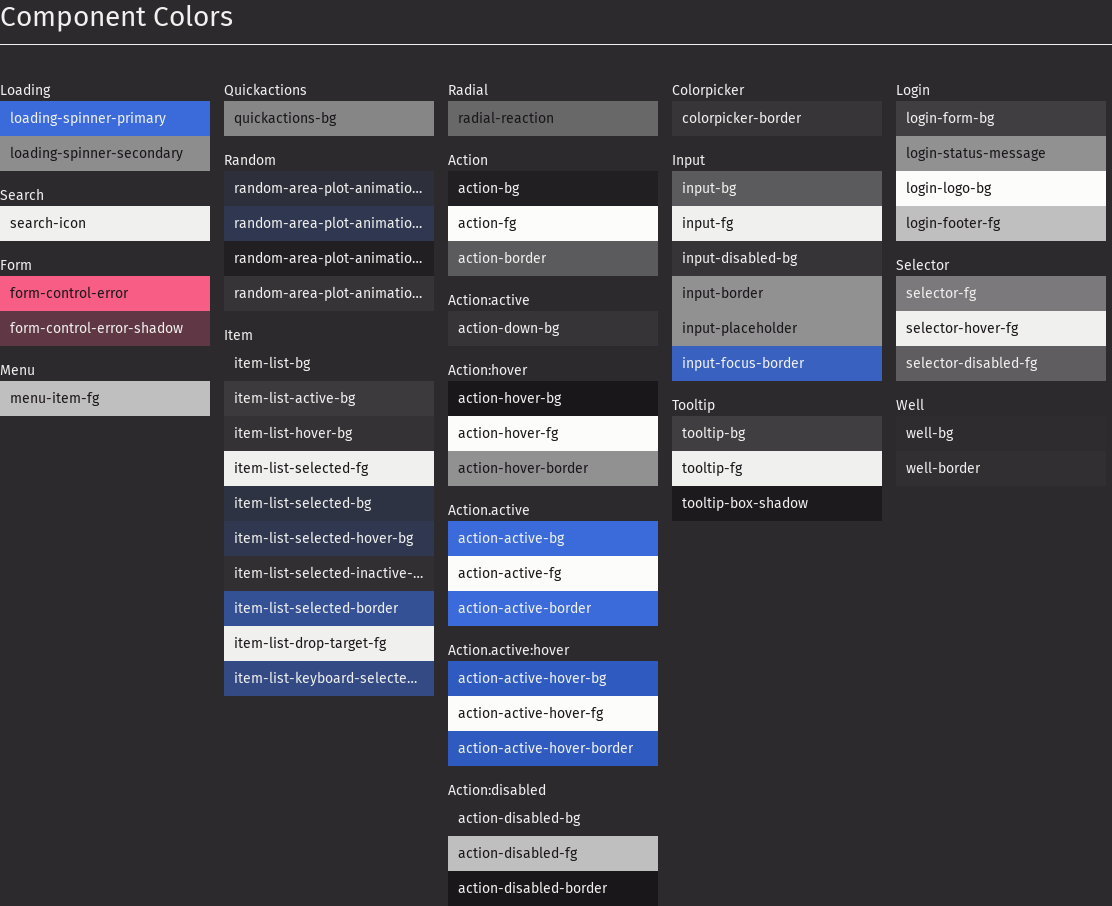 Component Colors
Loading
loading-spinner-primary
loading-spinner-secondary
Search
search-icon
Form
form-control-error
form-control-error-shadow
Menu
menu-item-fg
Quickactions
quickactions-bg
Random
random-area-plot-animatio...
random-area-plot-animatio...
random-area-plot-animatio...
random-area-plot-animatio...
Item
item-list-bg
item-list-active-bg
item-list-hover-bg
item-list-selected-fg
item-list-selected-bg
item-list-selected-hover-bg
item-list-selected-inactive-...
item-list-selected-border
item-list-drop-target-fg
item-list-keyboard-selecte...
Radial
radial-reaction
Action
action-bg
action-fg
action-border
Action:active
action-down-bg
Action:hover
action-hover-bg
action-hover-fg
action-hover-border
Action.active
action-active-bg
action-active-fg
action-active-border
Action.active:hover
action-active-hover-bg
action-active-hover-fg
action-active-hover-border
Action:disabled
action-disabled-bg
action-disabled-fg
action-disabled-border
Colorpicker
colorpicker-border
Input
input-bg
input-fg
input-disabled-bg
input-border
input-placeholder
input-focus-border
Tooltip
tooltip-bg
tooltip-fg
tooltip-box-shadow
Login
login-form-bg
login-status-message
login-logo-bg
login-footer-fg
Selector
selector-fg
selector-hover-fg
selector-disabled-fg
Well
well-bg
well-border